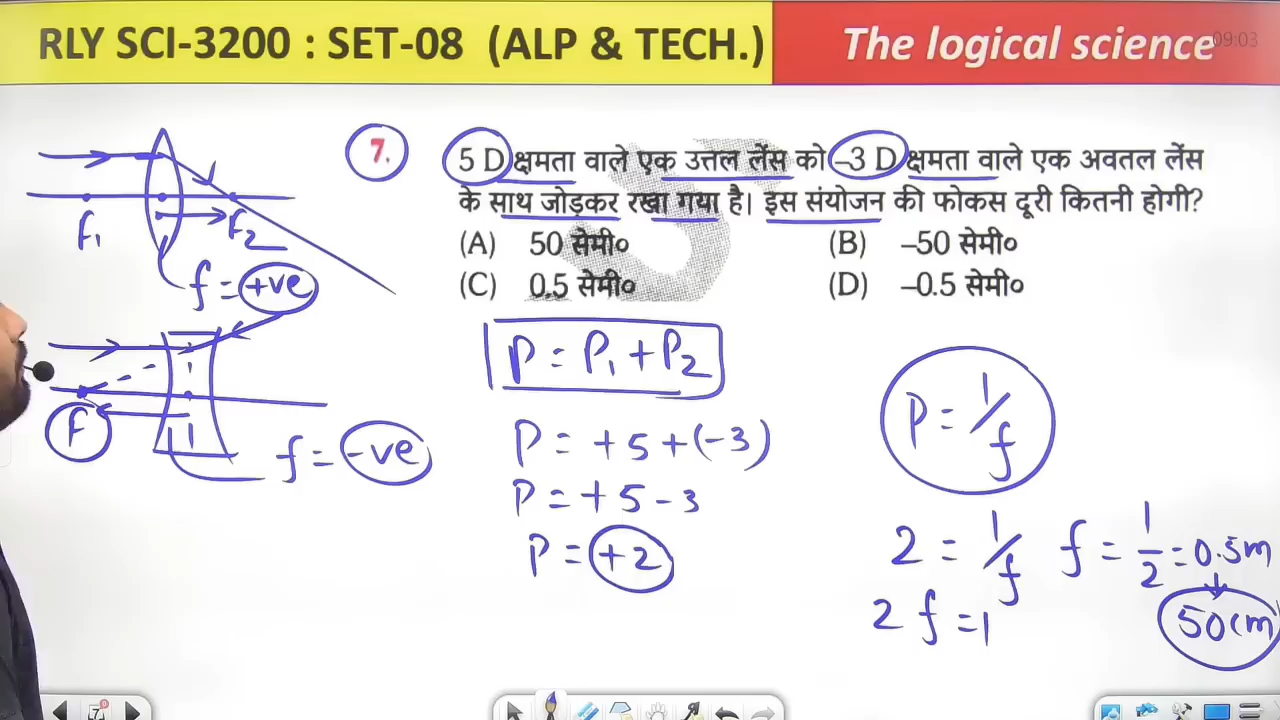 RLY SCI-3200 : SET-08 (ALP & TECH.)
The logical science
09:03
7. 5 D क्षमता वाले एक उत्तल लेंस को –3 D क्षमता वाले एक अवतल लेंस
के साथ जोड़कर रखा गया है। इस संयोजन की फोकस दूरी कितनी होगी?
(A) 50 सेमी० (B) –50 सेमी०
(C) 0.5 सेमी० (D) –0.5 सेमी०
F₁ F₂
f = +ve
F
f = -ve
P = P₁ + P₂
P = +5 + (-3)
P = +5 - 3
P = +2
P = 1/f
2 = 1/f f = 1/2 = 0.5m
2 f = 1
50cm
7